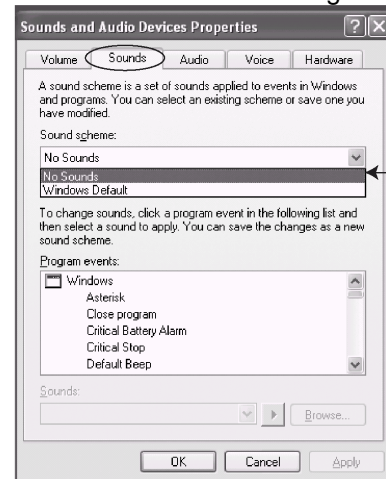 Sounds and Audio Devices Properties
Volume Sounds Audio Voice Hardware
A sound scheme is a set of sounds applied to events in Windows
and programs. You can select an existing scheme or save one you
have modified.
Sound scheme:
No Sounds
No Sounds
Windows Default
To change sounds, click a program event in the following list and
then select a sound to apply. You can save the changes as a new
sound scheme.
Program events:
Windows
Asterisk
Close program
Critical Battery Alarm
Critical Stop
Default Beep
Sounds:
Browse...
OK Cancel Apply